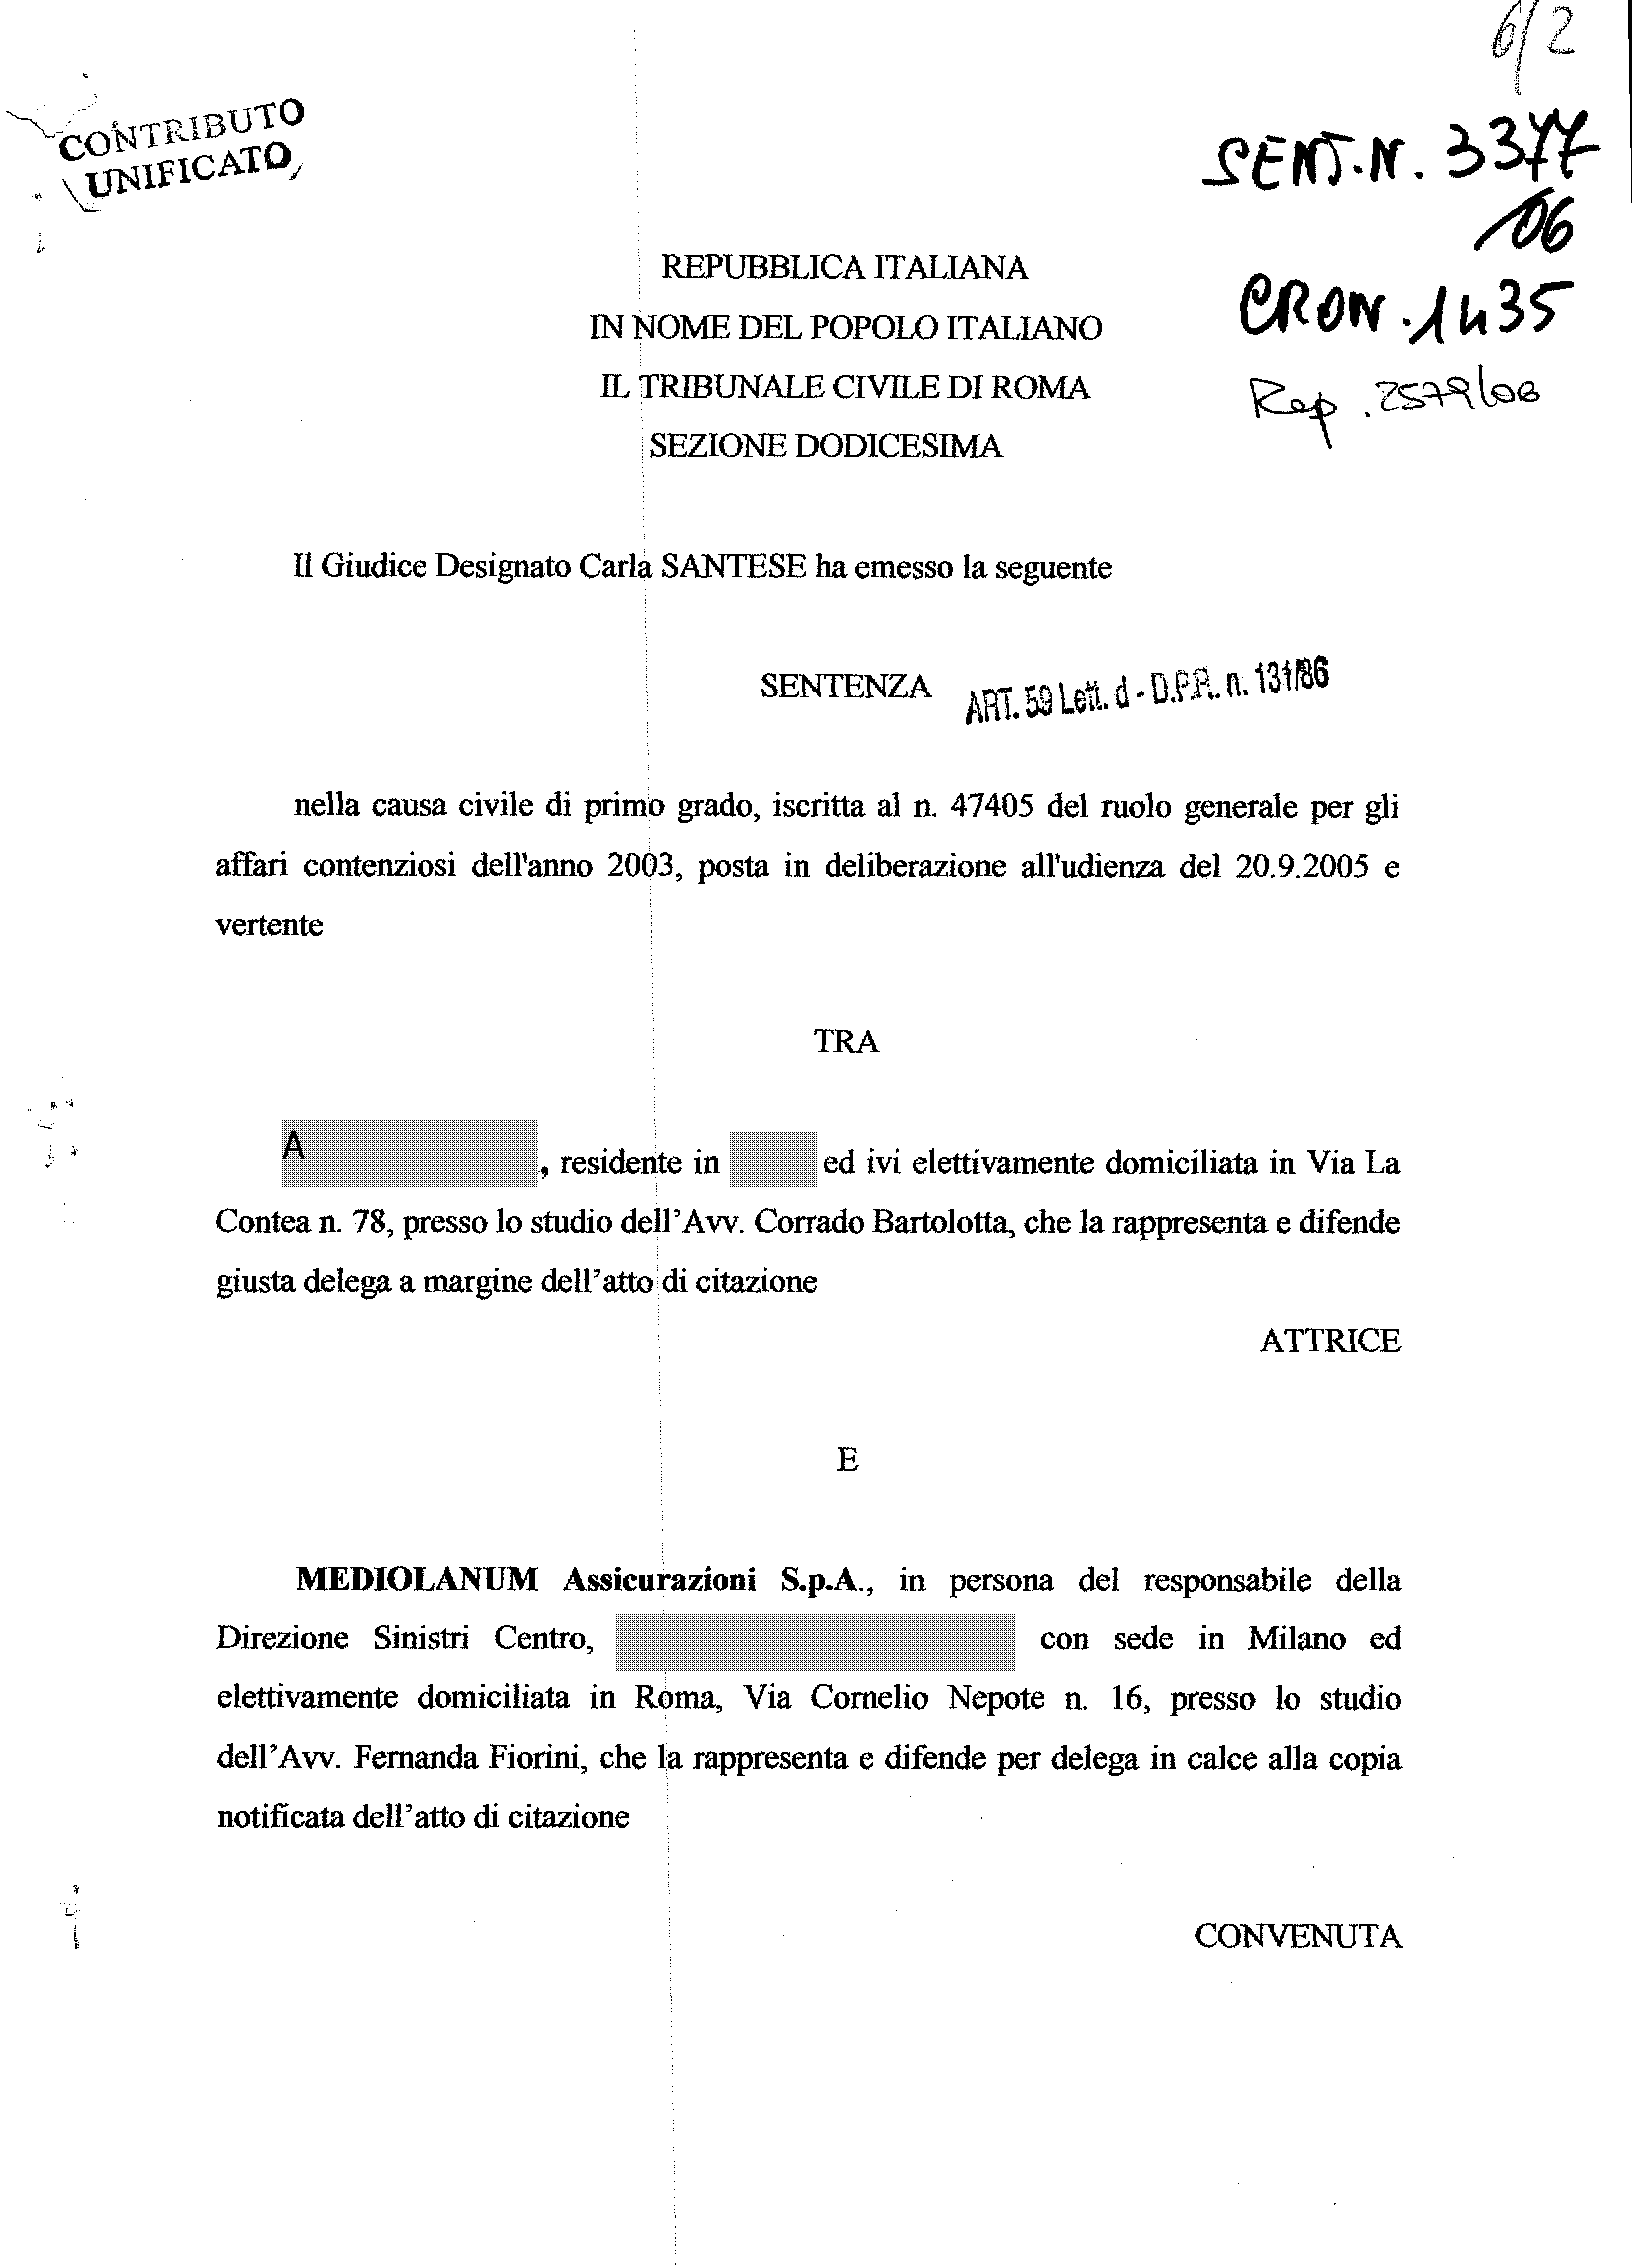 6/2
CONTRIBUTO
UNIFICATO
SENT. N. 3377
/06
CRON. 1435
Rep. 2579/06
REPUBBLICA ITALIANA
IN NOME DEL POPOLO ITALIANO
IL TRIBUNALE CIVILE DI ROMA
SEZIONE DODICESIMA
Il Giudice Designato Carla SANTESE ha emesso la seguente
SENTENZA ART. 59 Lett. d - D.P.R. n. 131/86
nella causa civile di primo grado, iscritta al n. 47405 del ruolo generale per gli
affari contenziosi dell'anno 2003, posta in deliberazione all'udienza del 20.9.2005 e
vertente
TRA
A , residente in ed ivi elettivamente domiciliata in Via La
Contea n. 78, presso lo studio dell'Avv. Corrado Bartolotta, che la rappresenta e difende
giusta delega a margine dell'atto di citazione
ATTRICE
E
MEDIOLANUM Assicurazioni S.p.A., in persona del responsabile della
Direzione Sinistri Centro, con sede in Milano ed
elettivamente domiciliata in Roma, Via Cornelio Nepote n. 16, presso lo studio
dell'Avv. Fernanda Fiorini, che la rappresenta e difende per delega in calce alla copia
notificata dell'atto di citazione
CONVENUTA